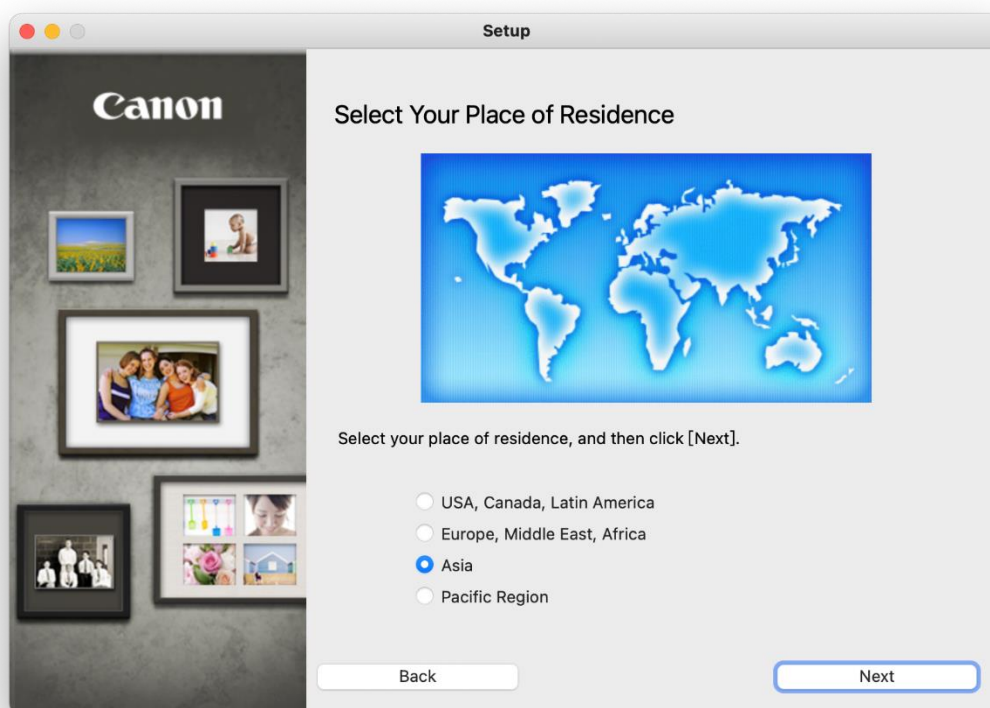 Setup
Canon
Select Your Place of Residence
Select your place of residence, and then click [Next].
USA, Canada, Latin America
Europe, Middle East, Africa
Asia
Pacific Region
Back
Next